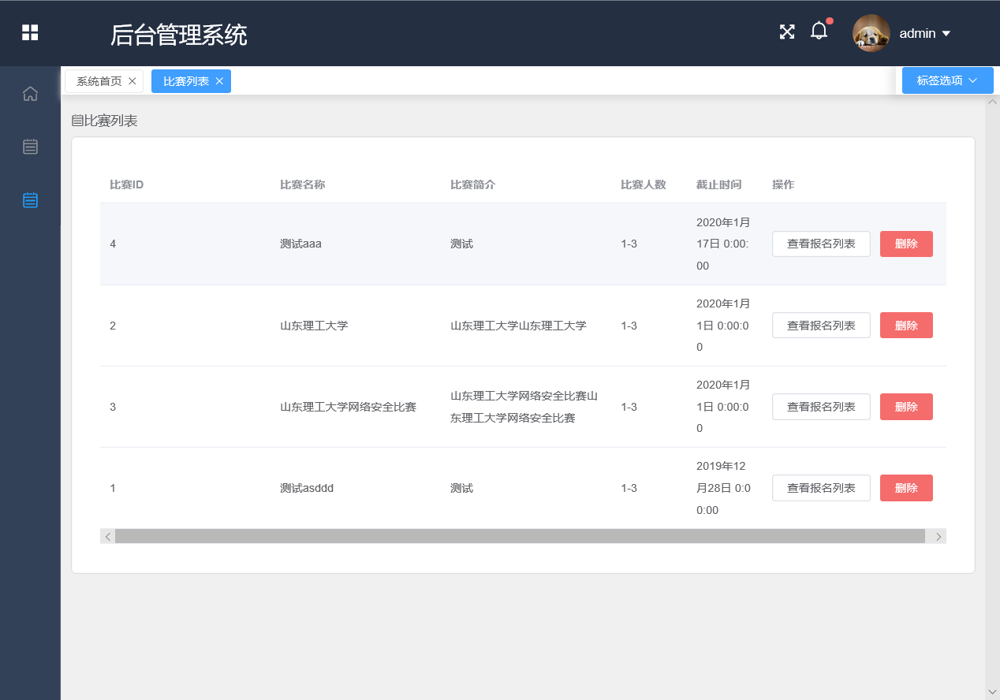 后台管理系统
admin
系统首页
比赛列表
标签选项
比赛列表
比赛ID 比赛名称 比赛简介 比赛人数 截止时间 操作
4 测试aaa 测试 1-3 2020年1月
17日 0:00:
00 查看报名列表 删除
2 山东理工大学 山东理工大学山东理工大学 1-3 2020年1月
1日 0:00:0
0 查看报名列表 删除
3 山东理工大学网络安全比赛 山东理工大学网络安全比赛山
东理工大学网络安全比赛 1-3 2020年1月
1日 0:00:0
0 查看报名列表 删除
1 测试asddd 测试 1-3 2019年12
月28日 0:0
0:00 查看报名列表 删除